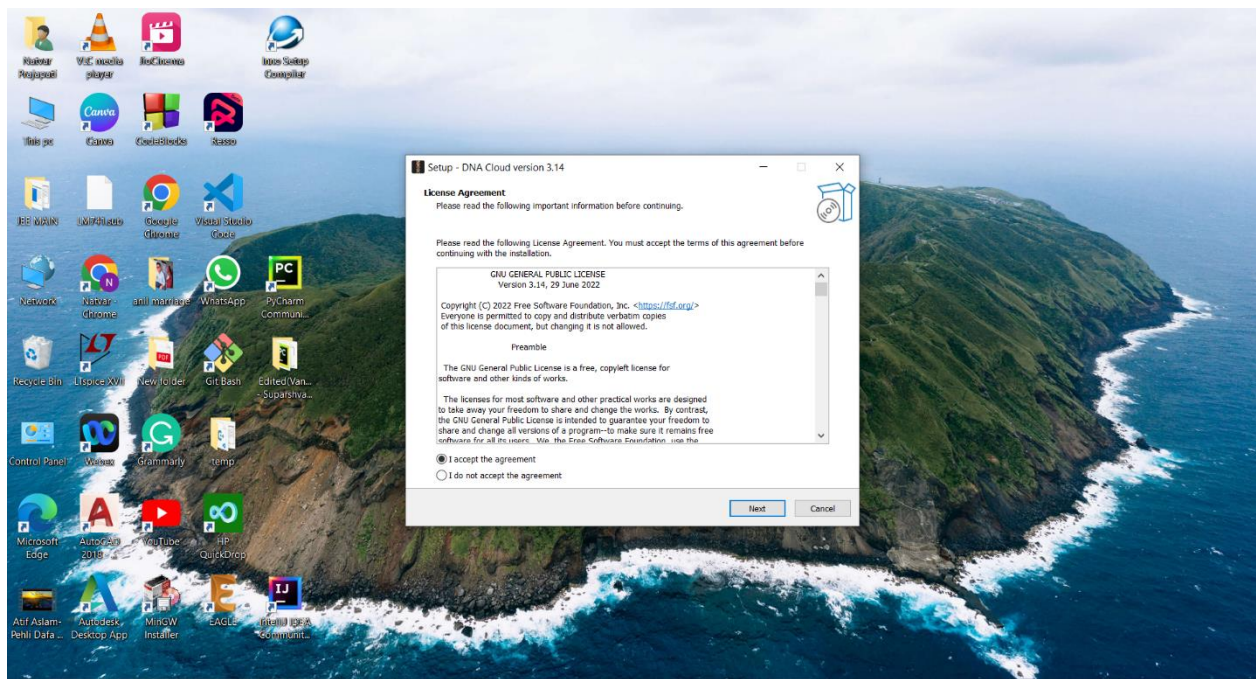 Natvar
Prajapati
VLC media
player
JioCinema
Inno Setup
Compiler
This pc
Canva
Canva
CodeBlocks
Resso
JEE MAIN
Google
Chrome
Visual Studio
Code
Network
N
Natvar -
Chrome
anil marriage
WhatsApp
PC
PyCharm
Communi...
Recycle Bin
LTspice XVII
PDF
New folder
Git Bash
Edited(Van...
- Suparshva...
Control Panel
Webex
Grammarly
temp
Microsoft
Edge
AutoCAD
2018
YouTube
HP
QuickDrop
Atif Aslam-
Pehli Dafa ...
Autodesk
Desktop App
MinGW
Installer
EAGLE
IJ
IntelliJ IDEA
Communit...
Setup - DNA Cloud version 3.14
License Agreement
Please read the following important information before continuing.
Please read the following License Agreement. You must accept the terms of this agreement before
continuing with the installation.
GNU GENERAL PUBLIC LICENSE
Version 3.14, 29 June 2022
Copyright (C) 2022 Free Software Foundation, Inc. <https://fsf.org/>
Everyone is permitted to copy and distribute verbatim copies
of this license document, but changing it is not allowed.
Preamble
The GNU General Public License is a free, copyleft license for
software and other kinds of works.
The licenses for most software and other practical works are designed
to take away your freedom to share and change the works. By contrast,
the GNU General Public License is intended to guarantee your freedom to
share and change all versions of a program--to make sure it remains free
software for all its users. We, the Free Software Foundation, use the
I accept the agreement
I do not accept the agreement
Next
Cancel